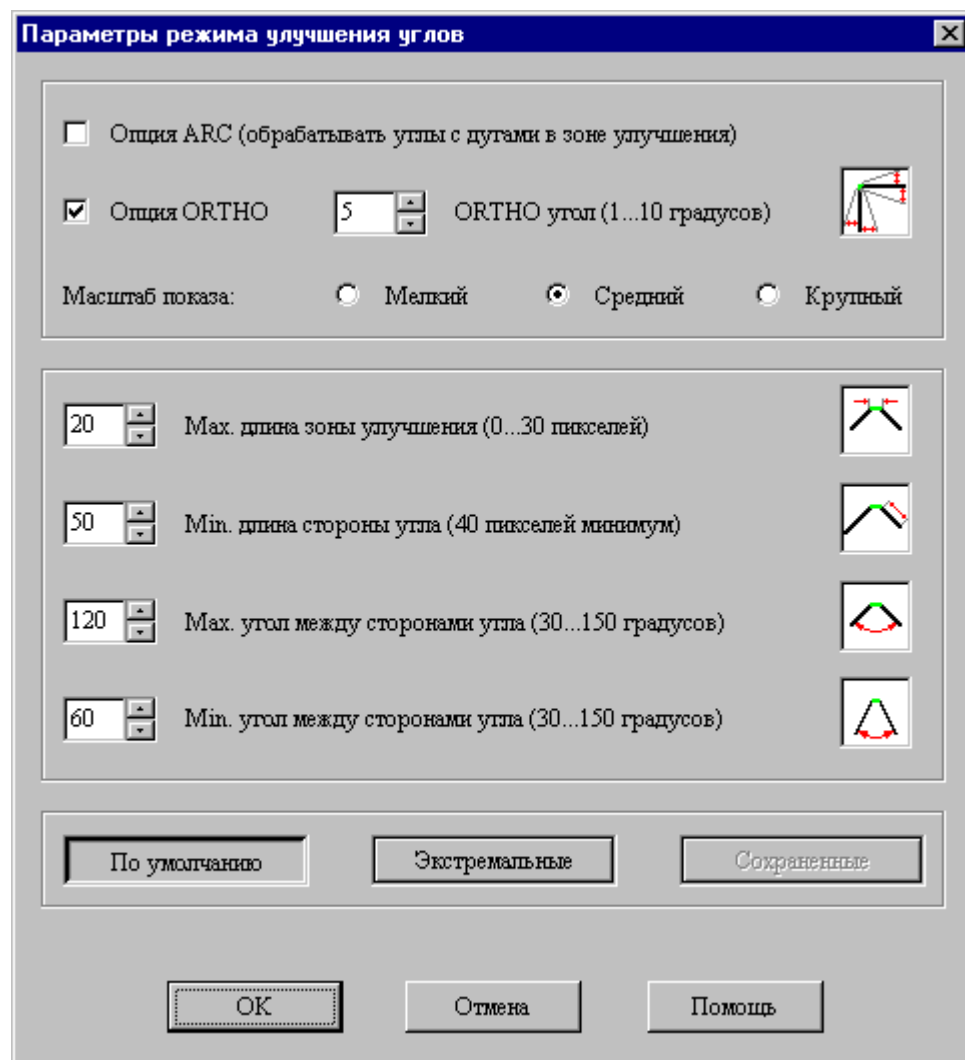 Параметры режима улучшения углов
Опция ARC (обрабатывать углы с дугами в зоне улучшения)
Опция ORTHO 5 ORTHO угол (1...10 градусов)
Масштаб показа: Мелкий Средний Крупный
20 Max. длина зоны улучшения (0...30 пикселей)
50 Min. длина стороны угла (40 пикселей минимум)
120 Max. угол между сторонами угла (30...150 градусов)
60 Min. угол между сторонами угла (30...150 градусов)
По умолчанию Экстремальные Сохраненные
OK Отмена Помощь